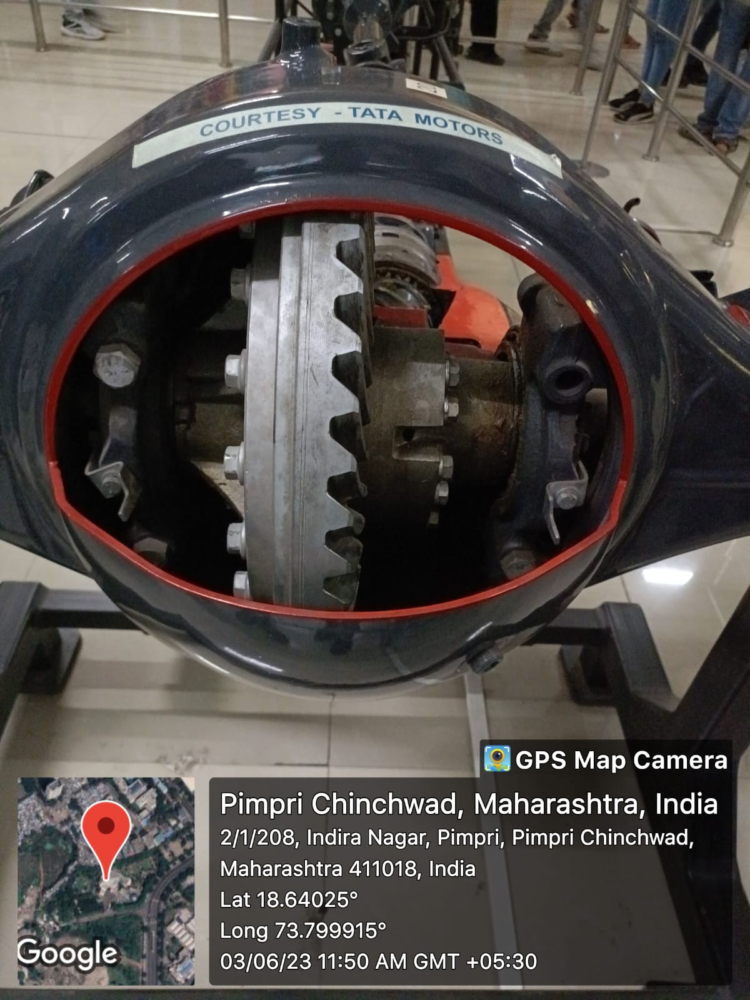 COURTESY - TATA MOTORS
GPS Map Camera
Pimpri Chinchwad, Maharashtra, India
2/1/208, Indira Nagar, Pimpri, Pimpri Chinchwad,
Maharashtra 411018, India
Lat 18.64025°
Long 73.799915°
03/06/23 11:50 AM GMT +05:30
Google